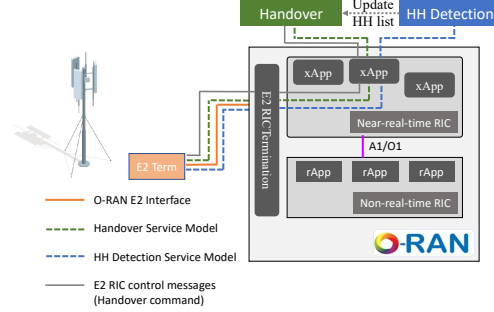 Handover
Update
HH list
HH Detection
xApp
xApp
xApp
E2 RIC Termination
Near-real-time RIC
A1/O1
E2 Term
rApp
rApp
rApp
Non-real-time RIC
O-RAN
O-RAN E2 Interface
Handover Service Model
HH Detection Service Model
E2 RIC control messages
(Handover command)